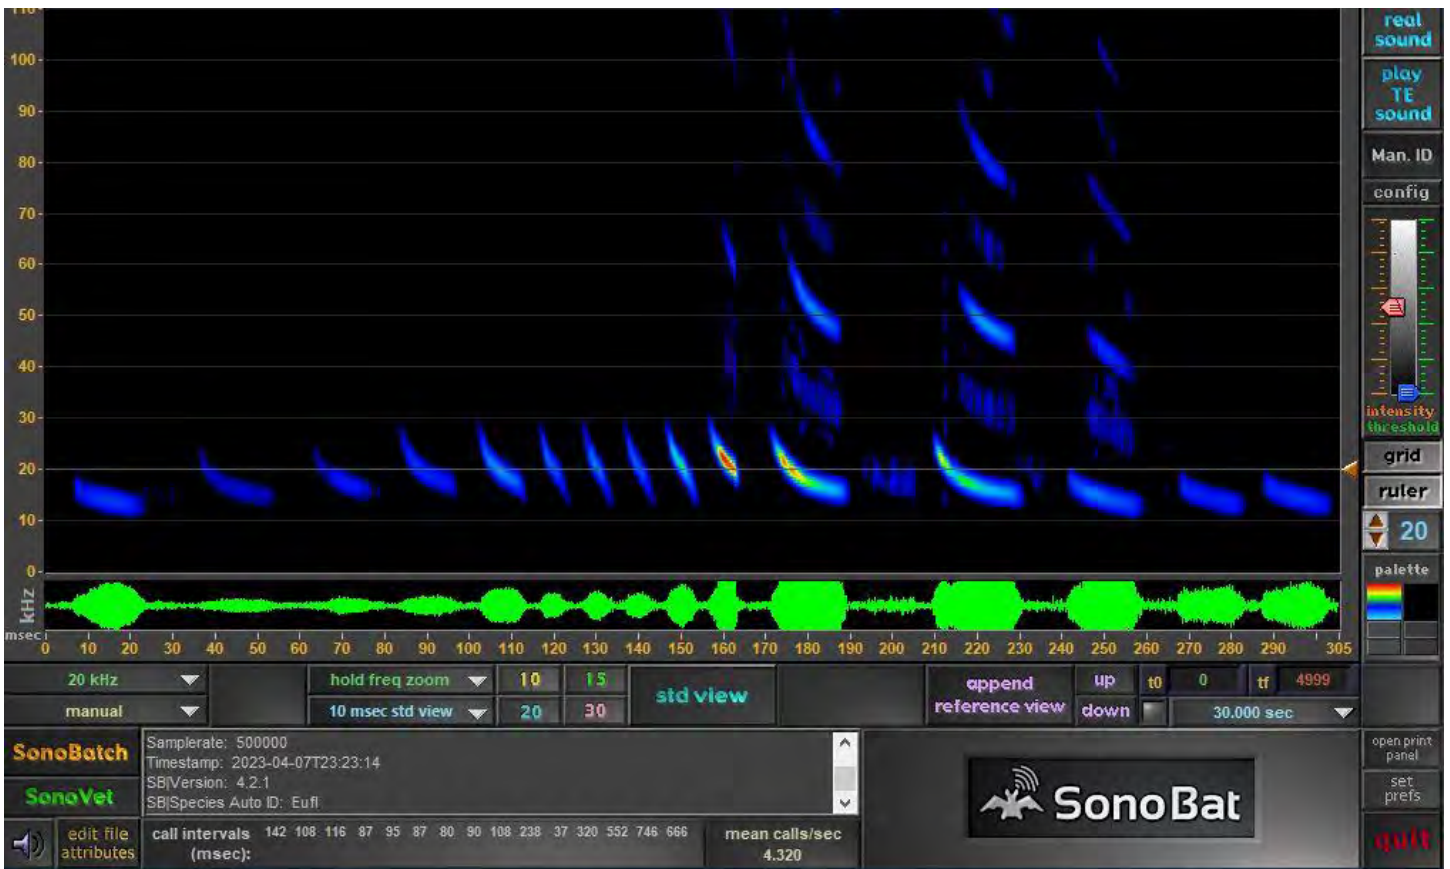 110
real
sound
100
play
TE
sound
90
80
Man. ID
config
70
60
50
40
30
intensity
threshold
20
grid
ruler
10
20
0
palette
kHz
msec
0 10 20 30 40 50 60 70 80 90 100 110 120 130 140 150 160 170 180 190 200 210 220 230 240 250 260 270 280 290 305
20 kHz
hold freq zoom
10 15
std view
append
reference view
up
t0 0 tf 4999
manual
10 msec std view
20 30
down
30.000 sec
SonoBatch
SonoVet
Samplerate: 500000
Timestamp: 2023-04-07T23:23:14
SB|Version: 4.2.1
SB|Species Auto ID: Eufl
SonoBat
open print
panel
set
prefs
edit file
attributes
call intervals 142 108 116 87 95 87 80 90 108 238 37 320 552 746 666
(msec):
mean calls/sec
4.320
quit